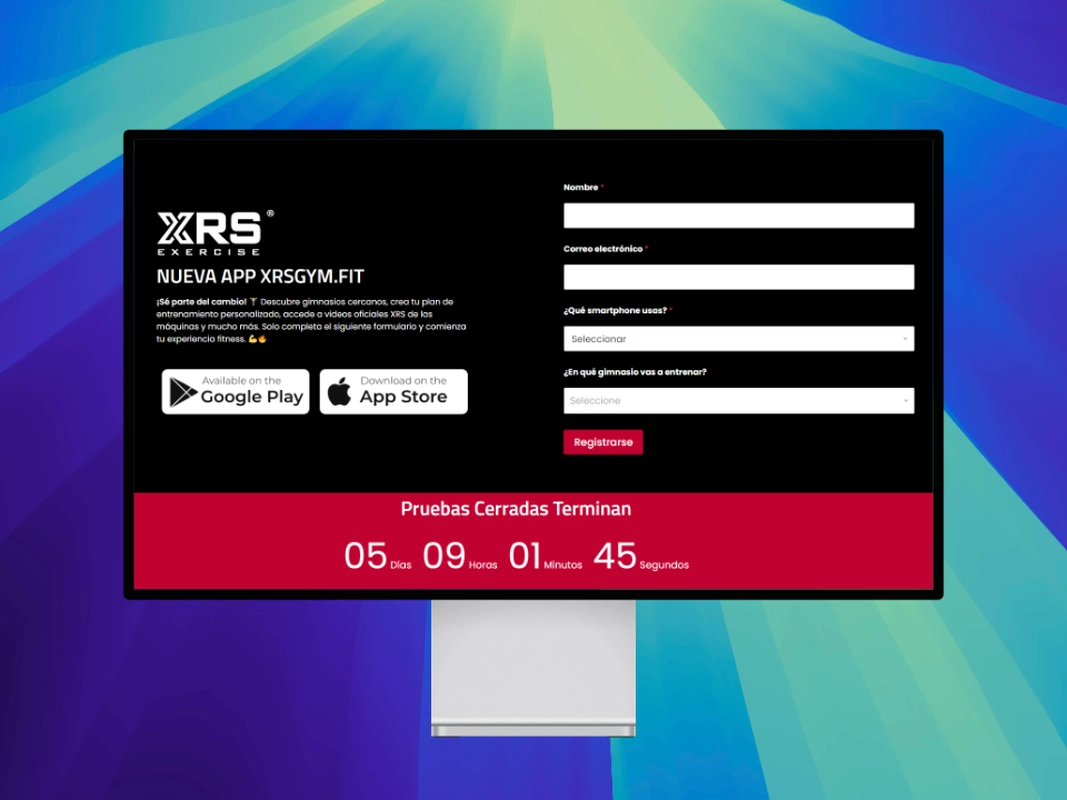 XRS®
EXERCISE
NUEVA APP XRSGYM.FIT
¡Sé parte del cambio! 🏋️ Descubre gimnasios cercanos, crea tu plan de
entrenamiento personalizado, accede a videos oficiales XRS de las
máquinas y mucho más. Solo completa el siguiente formulario y comienza
tu experiencia fitness. 💪🔥
Available on the
Google Play
Download on the
App Store
Nombre *
Correo electrónico *
¿Qué smartphone usas? *
Seleccionar
¿En qué gimnasio vas a entrenar?
Seleccione
Registrarse
Pruebas Cerradas Terminan
05 Días 09 Horas 01 Minutos 45 Segundos